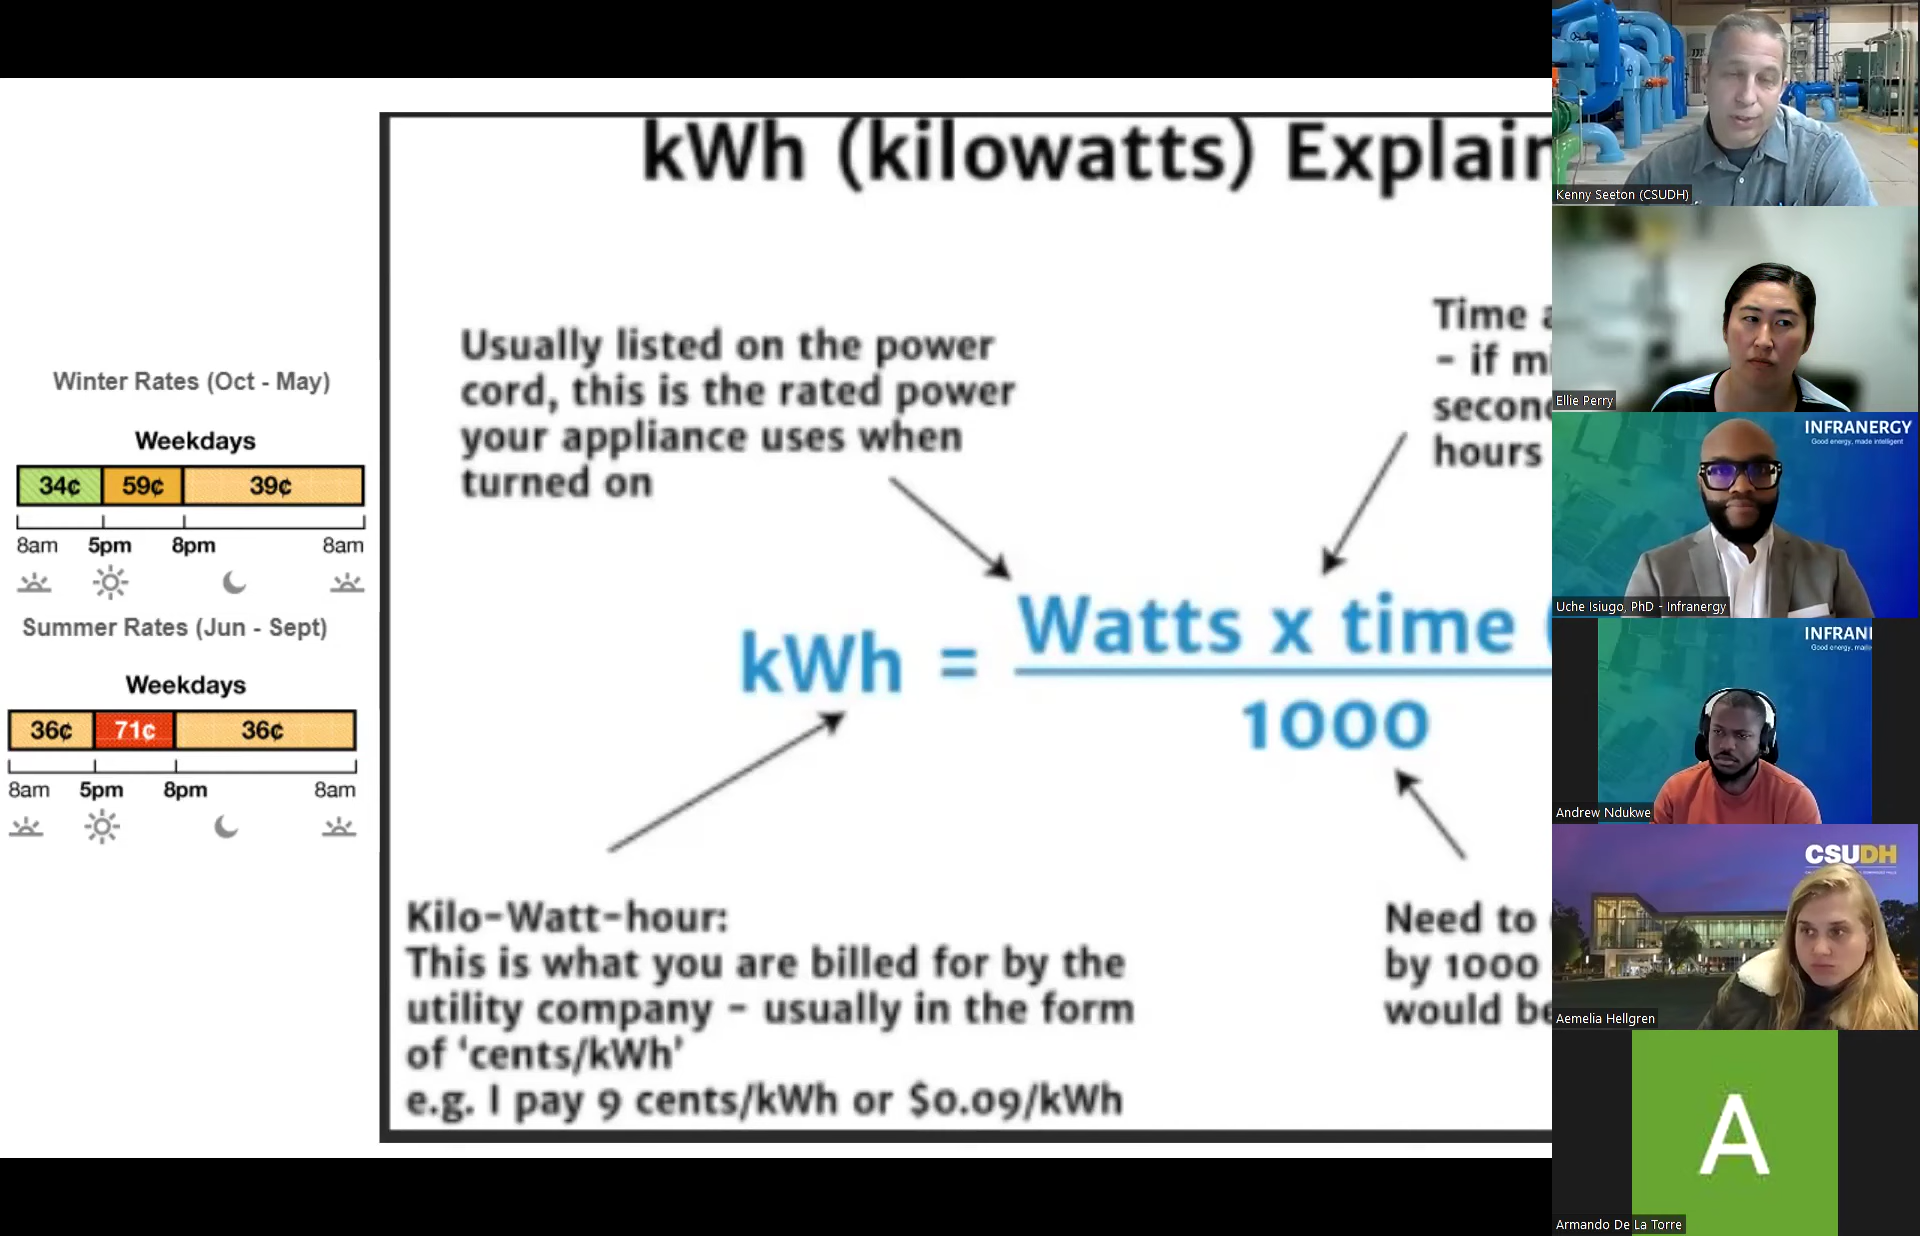 Winter Rates (Oct - May)
Weekdays
34¢ 59¢ 39¢
8am 5pm 8pm 8am
Summer Rates (Jun - Sept)
Weekdays
36¢ 71¢ 36¢
8am 5pm 8pm 8am
kWh (kilowatts) Explain
Usually listed on the power
cord, this is the rated power
your appliance uses when
turned on
Time
- if
hours
kWh = Watts x time
1000
Kilo-Watt-hour:
This is what you are billed for by the
utility company - usually in the form
of 'cents/kWh'
e.g. I pay 9 cents/kWh or $0.09/kWh
Need to
by 1000
would
Kenny Seeton (CSUDH)
Ellie Perry
INFRANERGY
Good energy, made intelligent
Uche Isiugo, PhD - Infranergy
INFRAN
Good energy,
Andrew Ndukwe
CSUDH
Aemelia Hellgren
A
Armando De La Torre